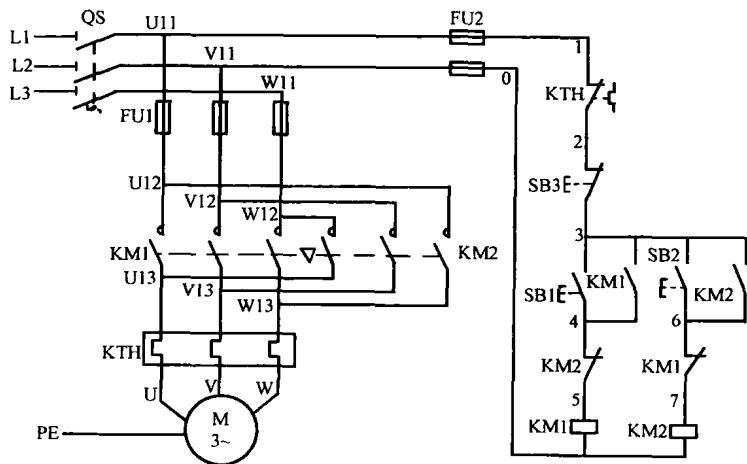 QS
U11
FU2
L1
1
V11
L2
0
W11
L3
FU1
KTH
2
U12
SB3
V12
W12
3
KM1
KM2
SB2
U13
KM1
SB1
KM2
V13
W13
4
6
KTH
KM2
KM1
U
V
W
5
7
M
3~
KM1
KM2
PE